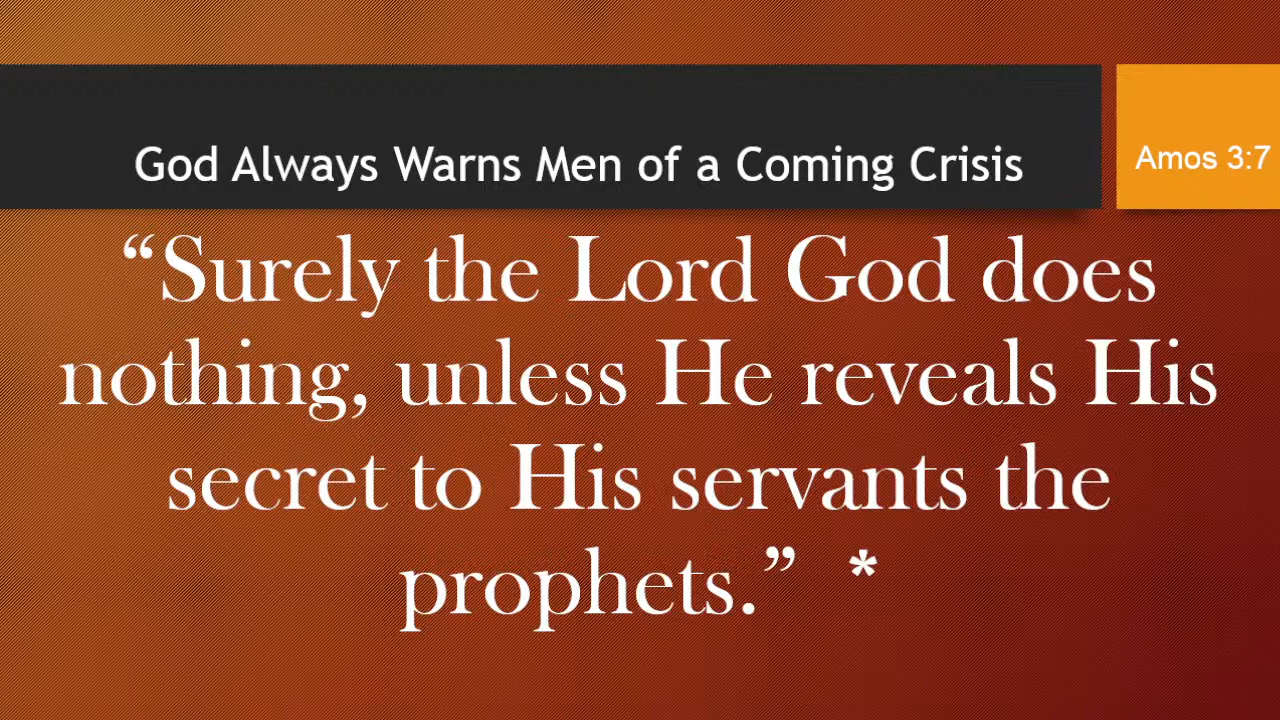 God Always Warns Men of a Coming Crisis
Amos 3:7
“Surely the Lord God does
nothing, unless He reveals His
secret to His servants the
prophets.” *